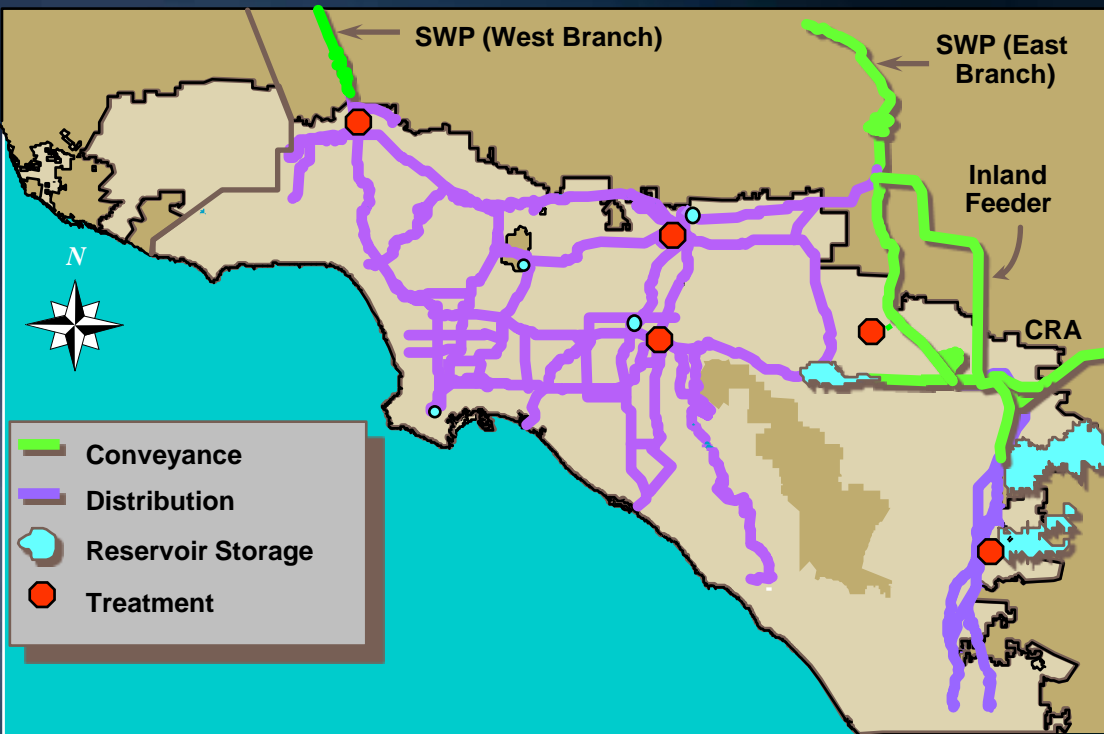 SWP (West Branch)
SWP (East
Branch)
Inland
Feeder
CRA
N
Conveyance
Distribution
Reservoir Storage
Treatment